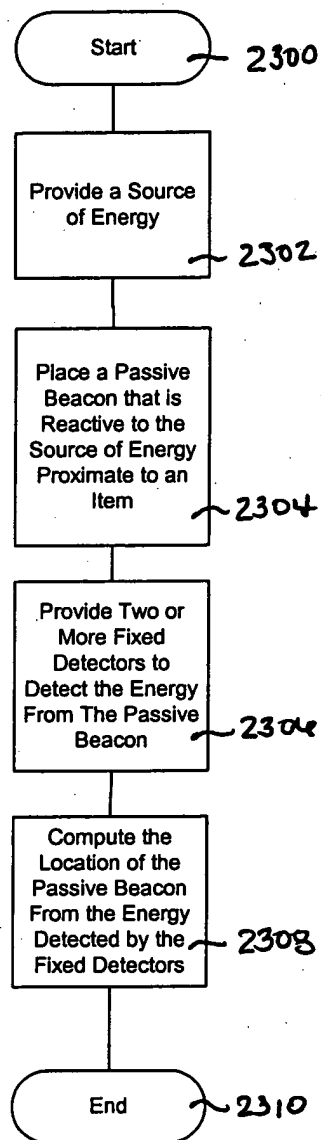 Start
2300
Provide a Source
of Energy
2302
Place a Passive
Beacon that is
Reactive to the
Source of Energy
Proximate to an
Item
2304
Provide Two or
More Fixed
Detectors to
Detect the Energy
From The Passive
Beacon
2306
Compute the
Location of the
Passive Beacon
From the Energy
Detected by the
Fixed Detectors
2308
End
2310